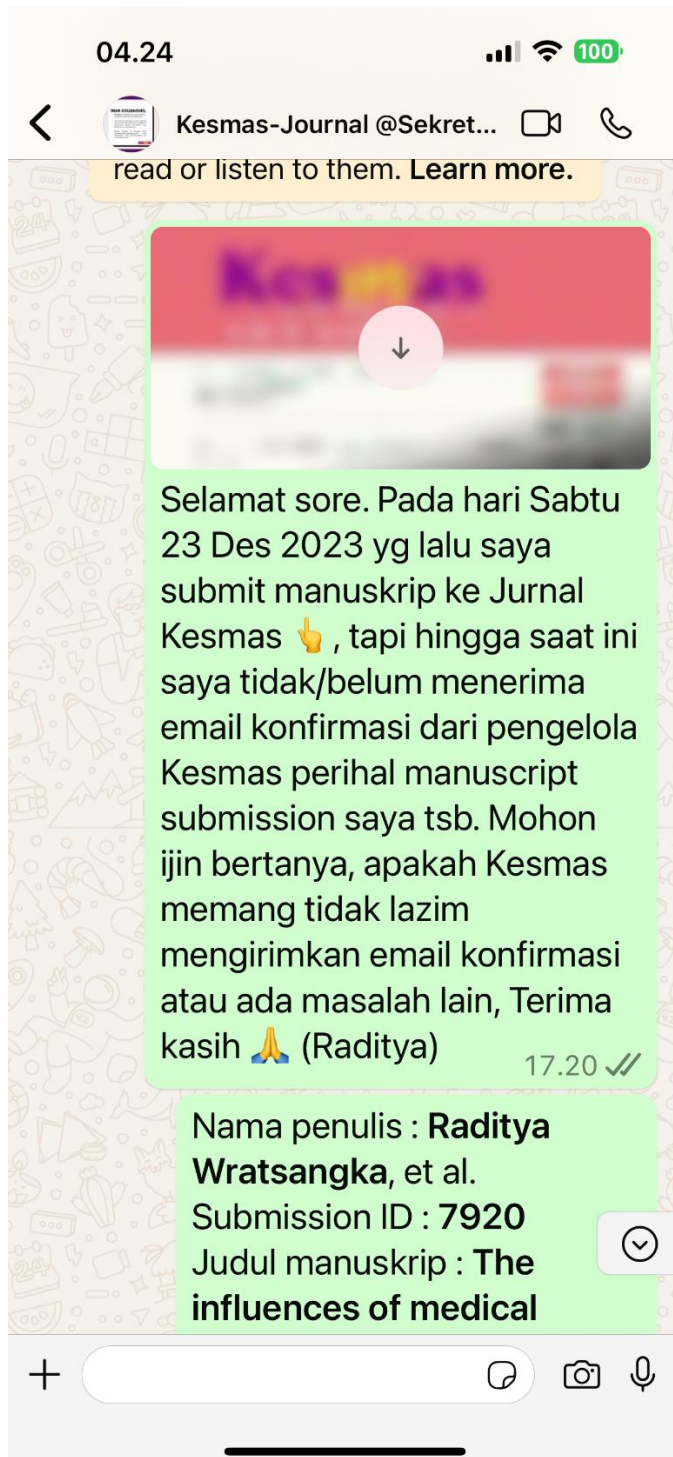 04.24
100
Kesmas-Journal @Sekret...
read or listen to them. Learn more.
Kesmas
Selamat sore. Pada hari Sabtu
23 Des 2023 yg lalu saya
submit manuskrip ke Jurnal
Kesmas 👆 , tapi hingga saat ini
saya tidak/belum menerima
email konfirmasi dari pengelola
Kesmas perihal manuscript
submission saya tsb. Mohon
ijin bertanya, apakah Kesmas
memang tidak lazim
mengirimkan email konfirmasi
atau ada masalah lain, Terima
kasih 🙏 (Raditya)
17.20
Nama penulis : Raditya
Wratsangka, et al.
Submission ID : 7920
Judul manuskrip : The
influences of medical